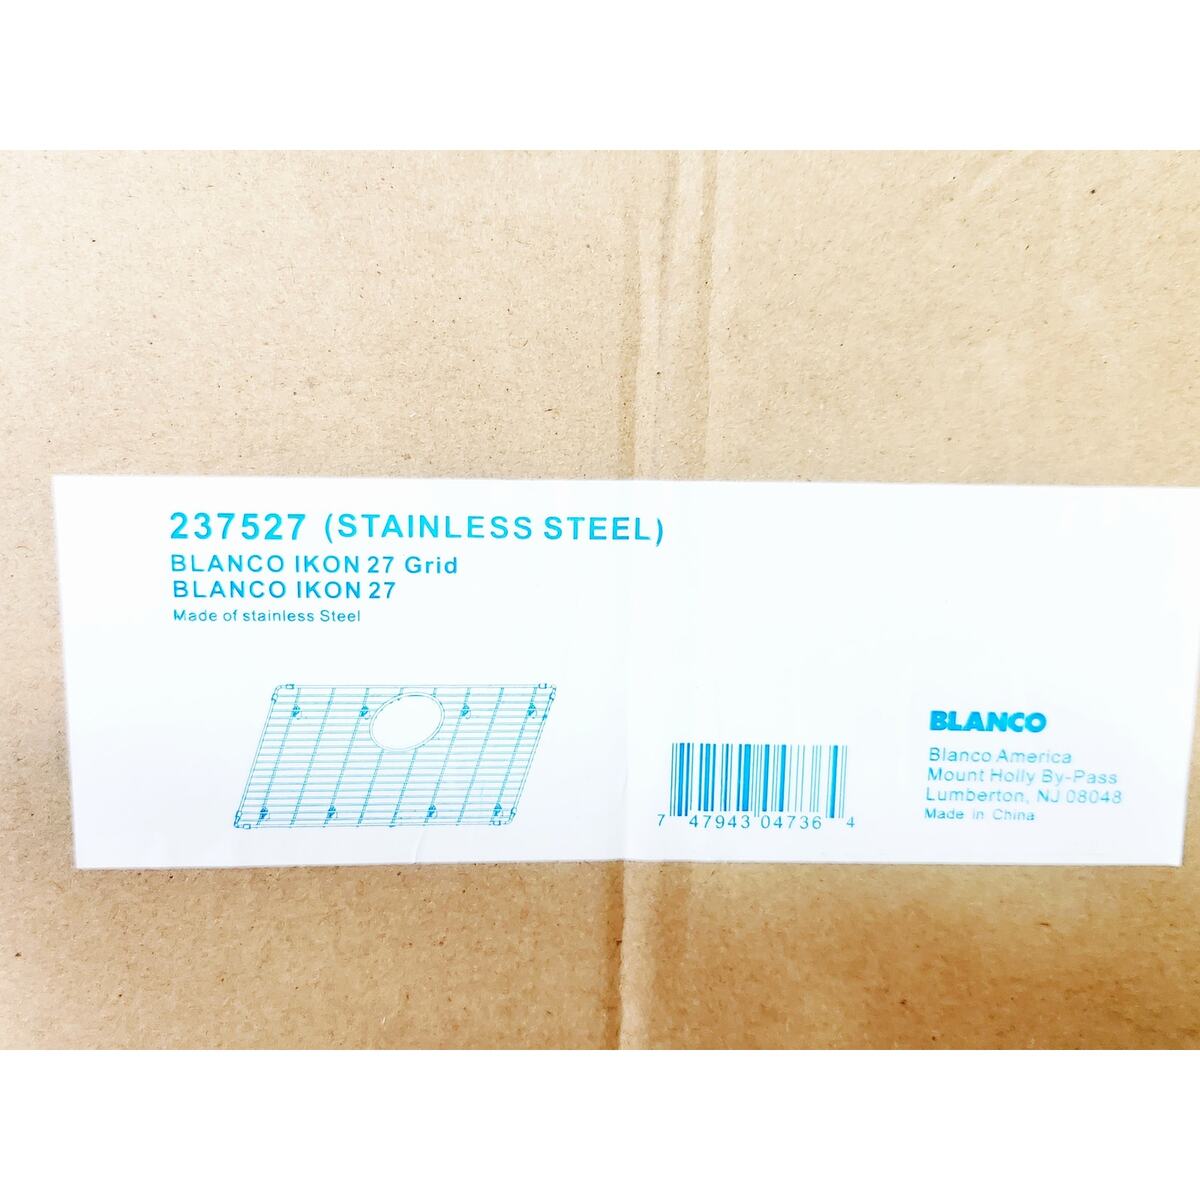 237527 (STAINLESS STEEL)
BLANCO IKON 27 Grid
BLANCO IKON 27
Made of stainless Steel
7 47943 04736 4
BLANCO
Blanco America
Mount Holly By-Pass
Lumberton, NJ 08048
Made in China